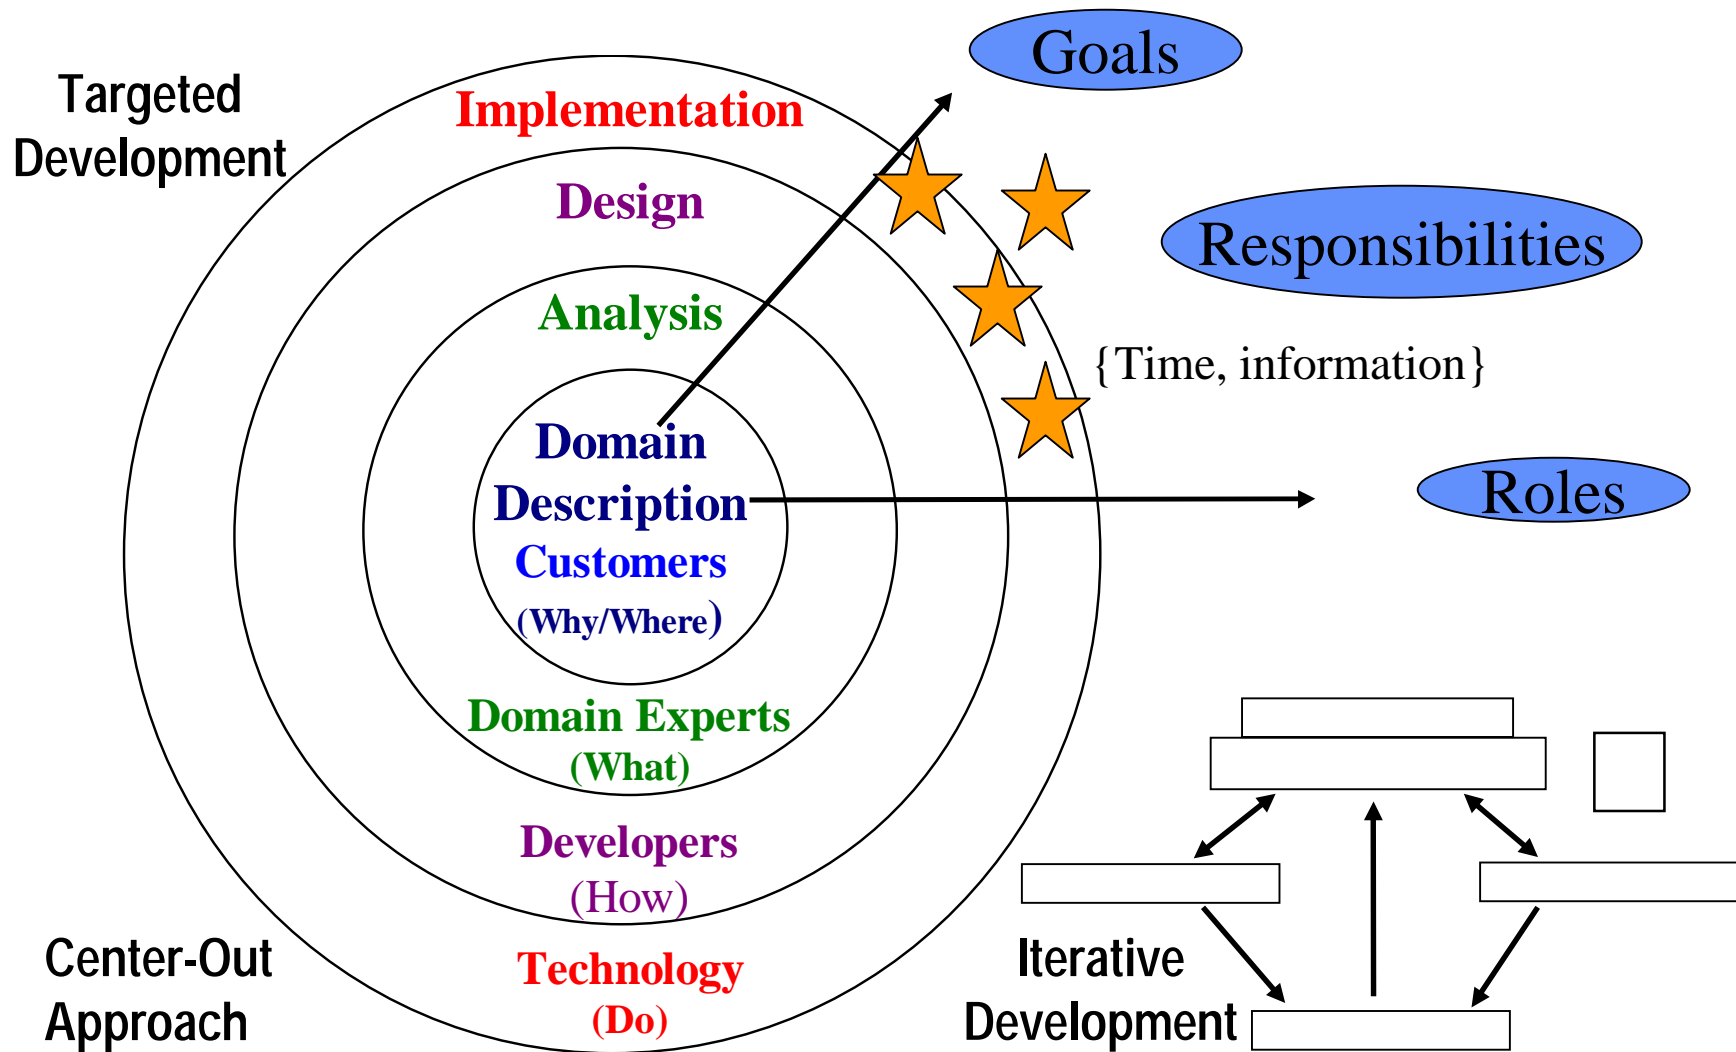 Goals
Targeted
Development
Implementation
Design
Responsibilities
Analysis
{Time, information}
Domain
Description
Customers
(Why/Where)
Roles
Domain Experts
(What)
Developers
(How)
Center-Out
Approach
Technology
(Do)
Iterative
Development